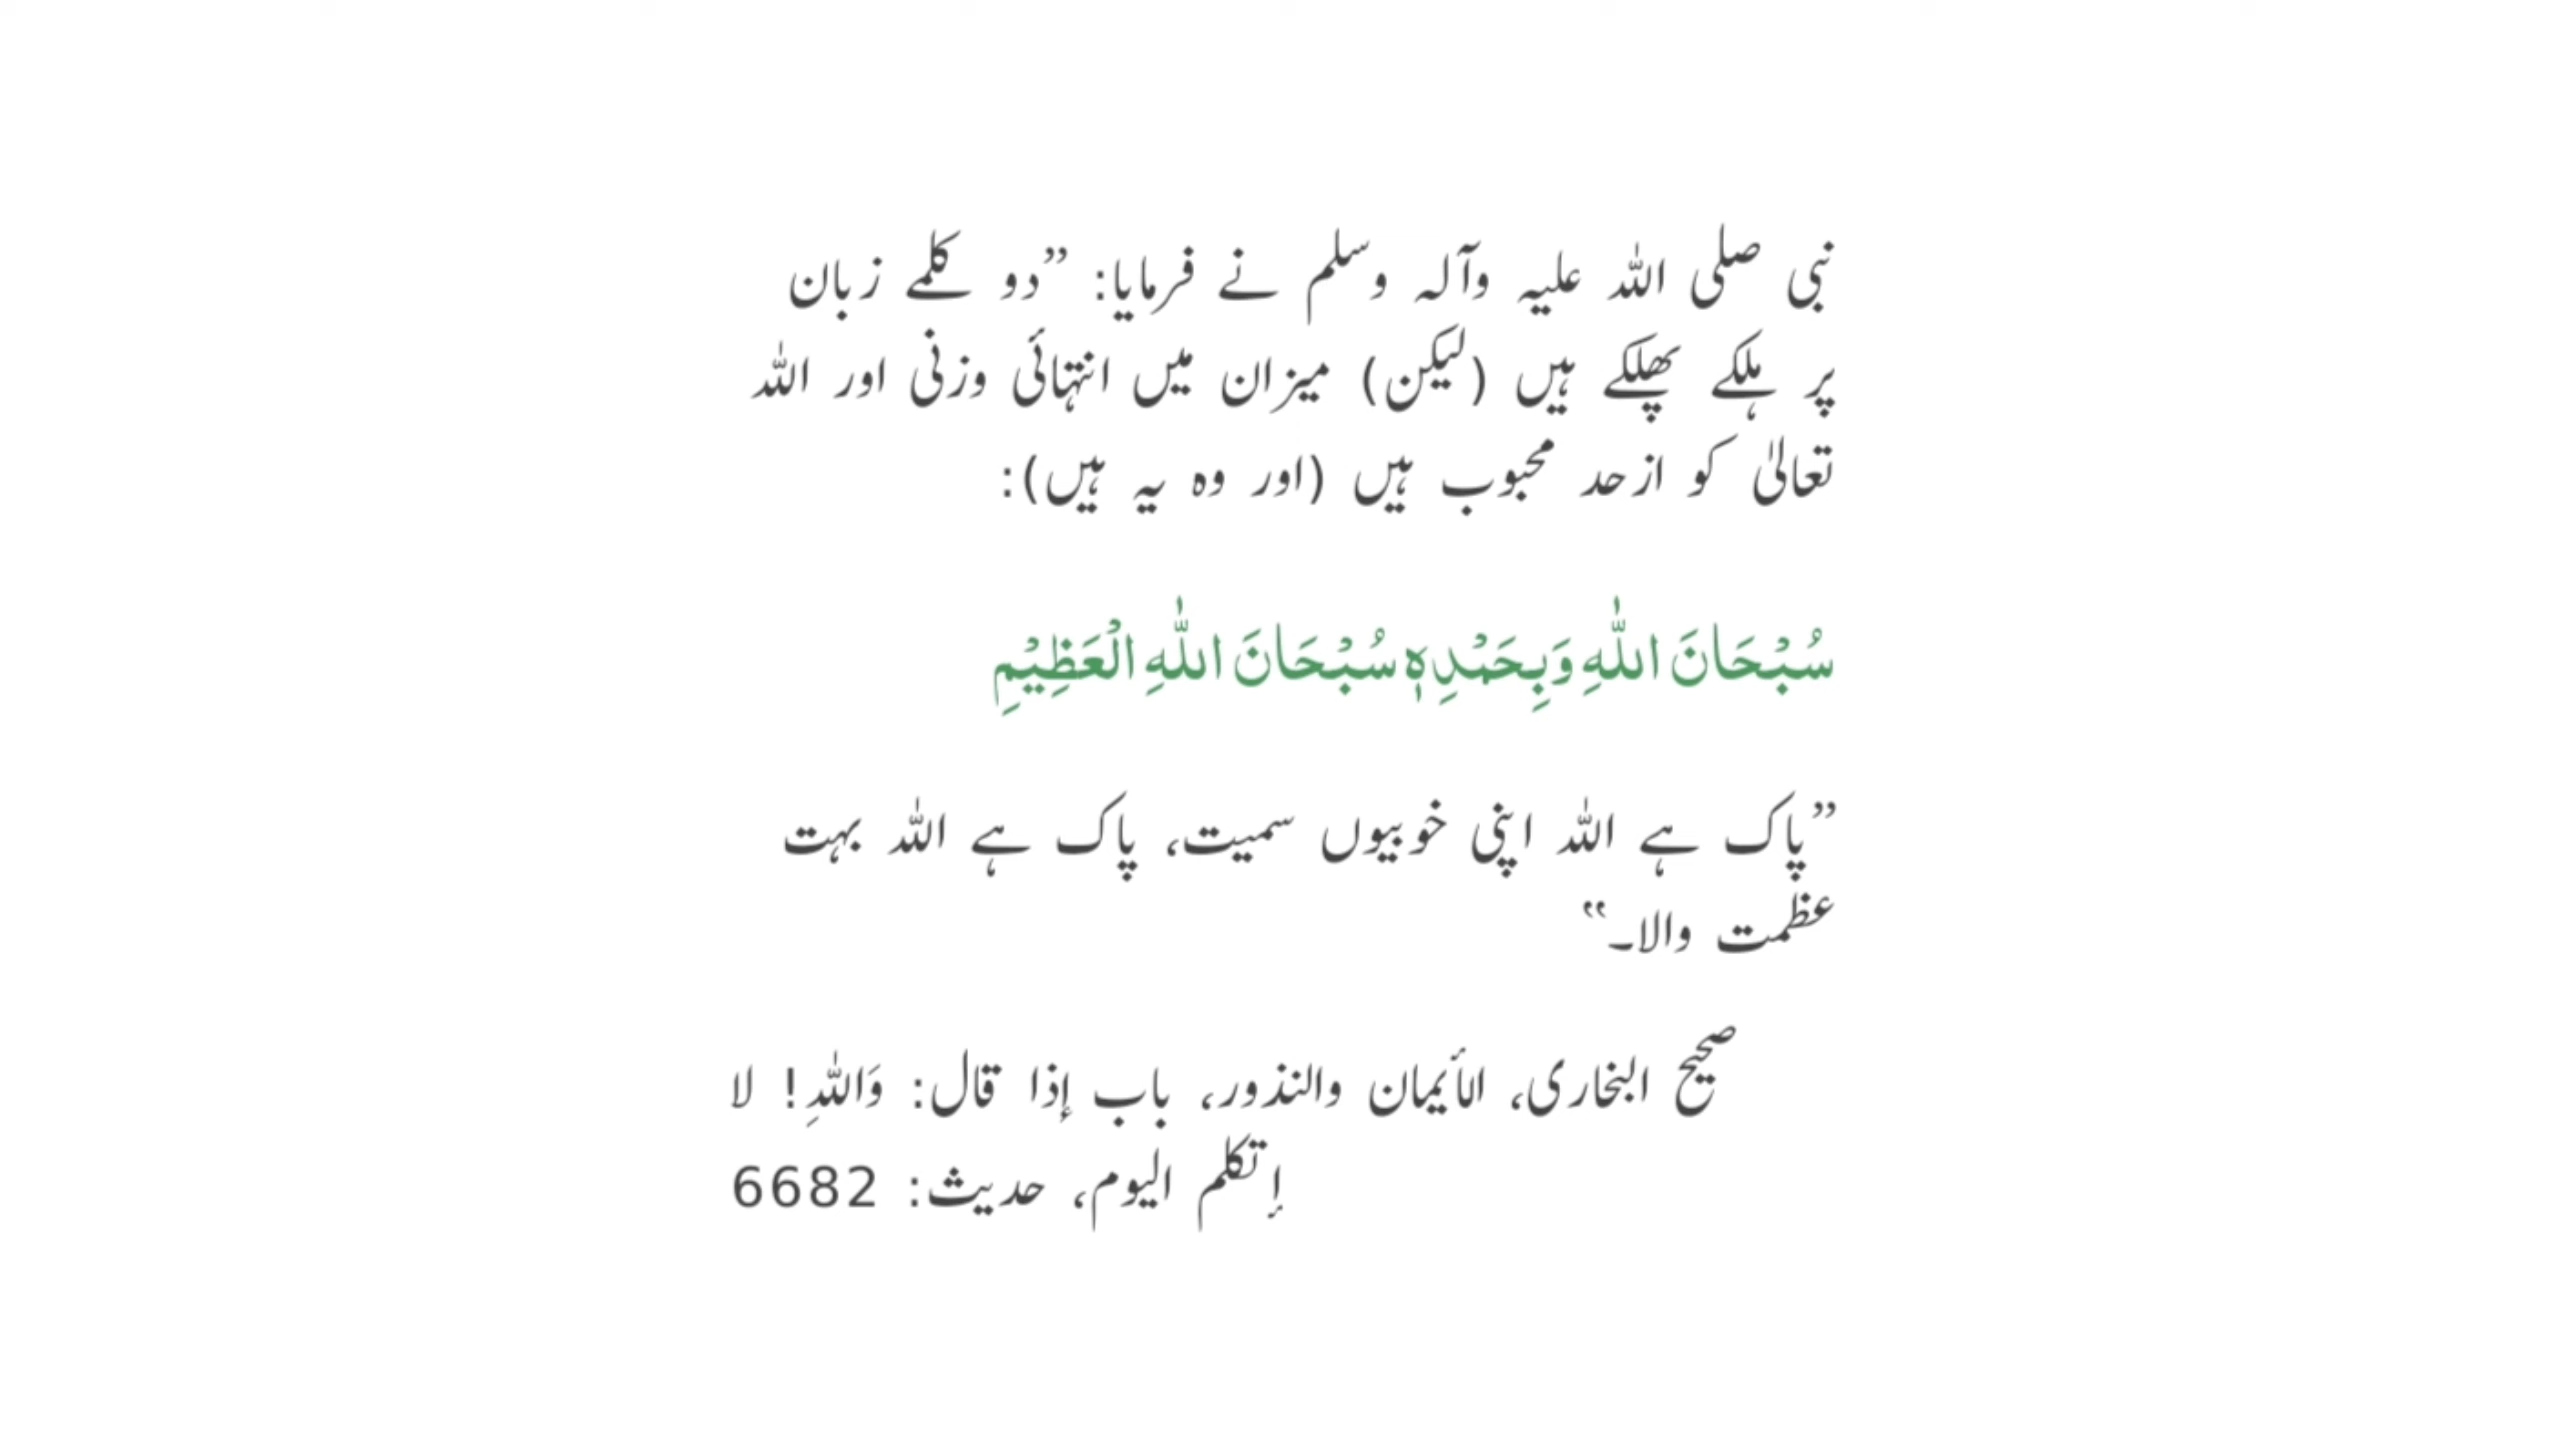 نبی صلی اللہ علیہ وآلہ وسلم نے فرمایا: ”دو کلمے زبان
پر ہلکے پھلکے ہیں (لیکن) میزان میں انتہائی وزنی اور اللہ
تعالیٰ کو ازحد محبوب ہیں (اور وہ یہ ہیں):
سُبْحَانَ اللّٰهِ وَبِحَمْدِهٖ سُبْحَانَ اللّٰهِ الْعَظِيْمِ
”پاک ہے اللہ اپنی خوبیوں سمیت، پاک ہے اللہ بہت
عظمت والا۔“
صحیح البخاری، الأیمان والنذور، باب إذا قال: وَاللہِ! لا
إتکلم الیوم، حدیث: 6682